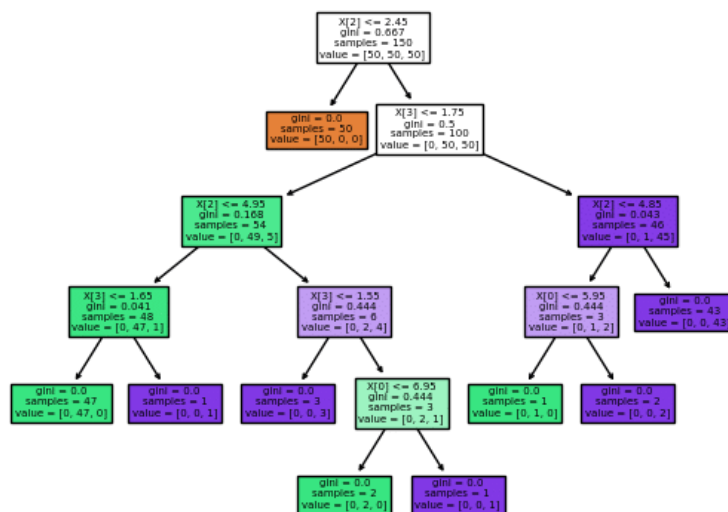 X[2] <= 2.45
gini = 0.667
samples = 150
value = [50, 50, 50]
gini = 0.0
samples = 50
value = [50, 0, 0]
X[3] <= 1.75
gini = 0.5
samples = 100
value = [0, 50, 50]
X[2] <= 4.95
gini = 0.168
samples = 54
value = [0, 49, 5]
X[2] <= 4.85
gini = 0.043
samples = 46
value = [0, 1, 45]
X[3] <= 1.65
gini = 0.041
samples = 48
value = [0, 47, 1]
X[3] <= 1.55
gini = 0.444
samples = 6
value = [0, 2, 4]
X[0] <= 5.95
gini = 0.444
samples = 3
value = [0, 1, 2]
gini = 0.0
samples = 43
value = [0, 0, 43]
gini = 0.0
samples = 47
value = [0, 47, 0]
gini = 0.0
samples = 1
value = [0, 0, 1]
gini = 0.0
samples = 3
value = [0, 0, 3]
X[0] <= 6.95
gini = 0.444
samples = 3
value = [0, 2, 1]
gini = 0.0
samples = 1
value = [0, 1, 0]
gini = 0.0
samples = 2
value = [0, 0, 2]
gini = 0.0
samples = 2
value = [0, 2, 0]
gini = 0.0
samples = 1
value = [0, 0, 1]